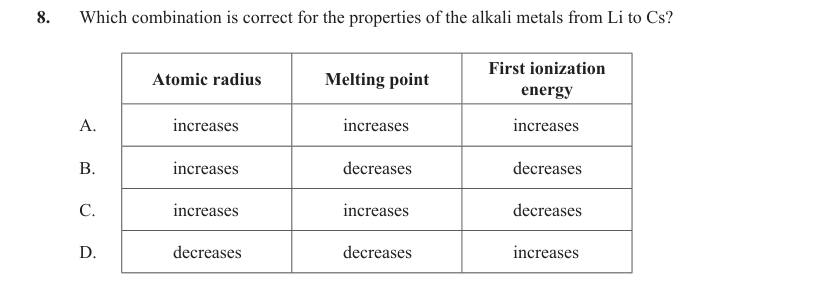 8. Which combination is correct for the properties of the alkali metals from Li to Cs?
Atomic radius Melting point First ionization
energy
A. increases increases increases
B. increases decreases decreases
C. increases increases decreases
D. decreases decreases increases